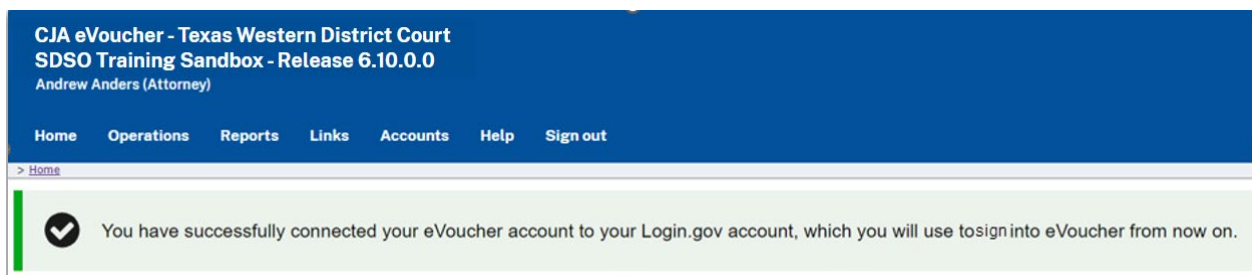 CJA eVoucher - Texas Western District Court
SDSO Training Sandbox - Release 6.10.0.0
Andrew Anders (Attorney)
Home Operations Reports Links Accounts Help Sign out
> Home
You have successfully connected your eVoucher account to your Login.gov account, which you will use tosign into eVoucher from now on.